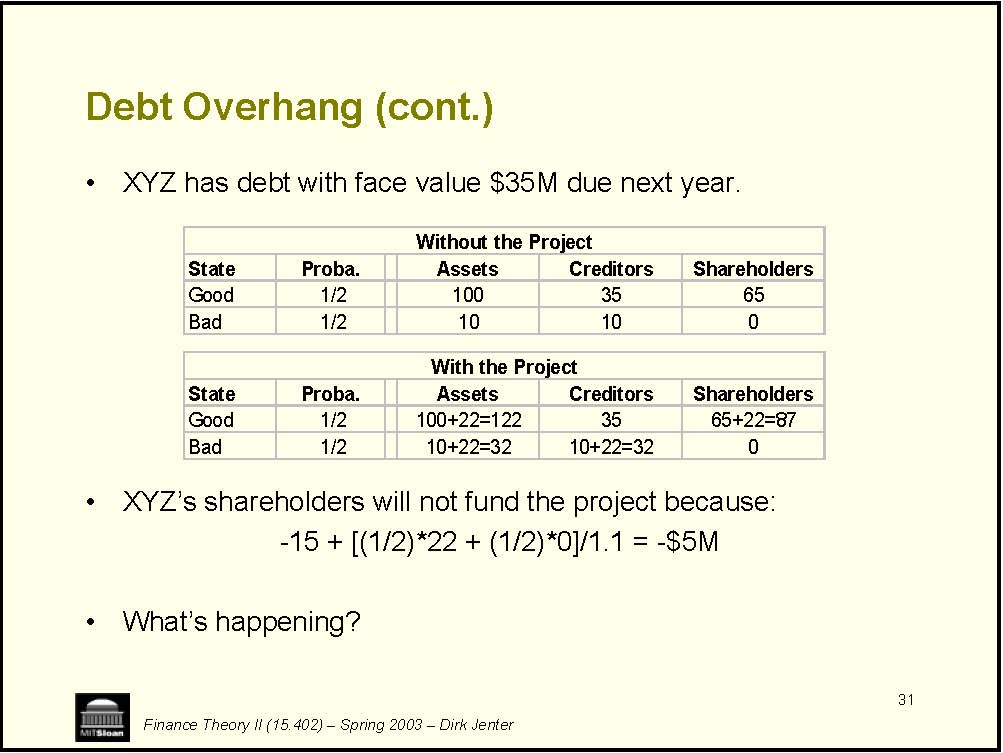 Debt Overhang (cont.)
• XYZ has debt with face value $35M due next year.
Without the Project
State Proba. Assets Creditors Shareholders
Good 1/2 100 35 65
Bad 1/2 10 10 0
With the Project
State Proba. Assets Creditors Shareholders
Good 1/2 100+22=122 35 65+22=87
Bad 1/2 10+22=32 10+22=32 0
• XYZ’s shareholders will not fund the project because:
-15 + [(1/2)*22 + (1/2)*0]/1.1 = -$5M
• What’s happening?
31
MITSloan
Finance Theory II (15.402) – Spring 2003 – Dirk Jenter